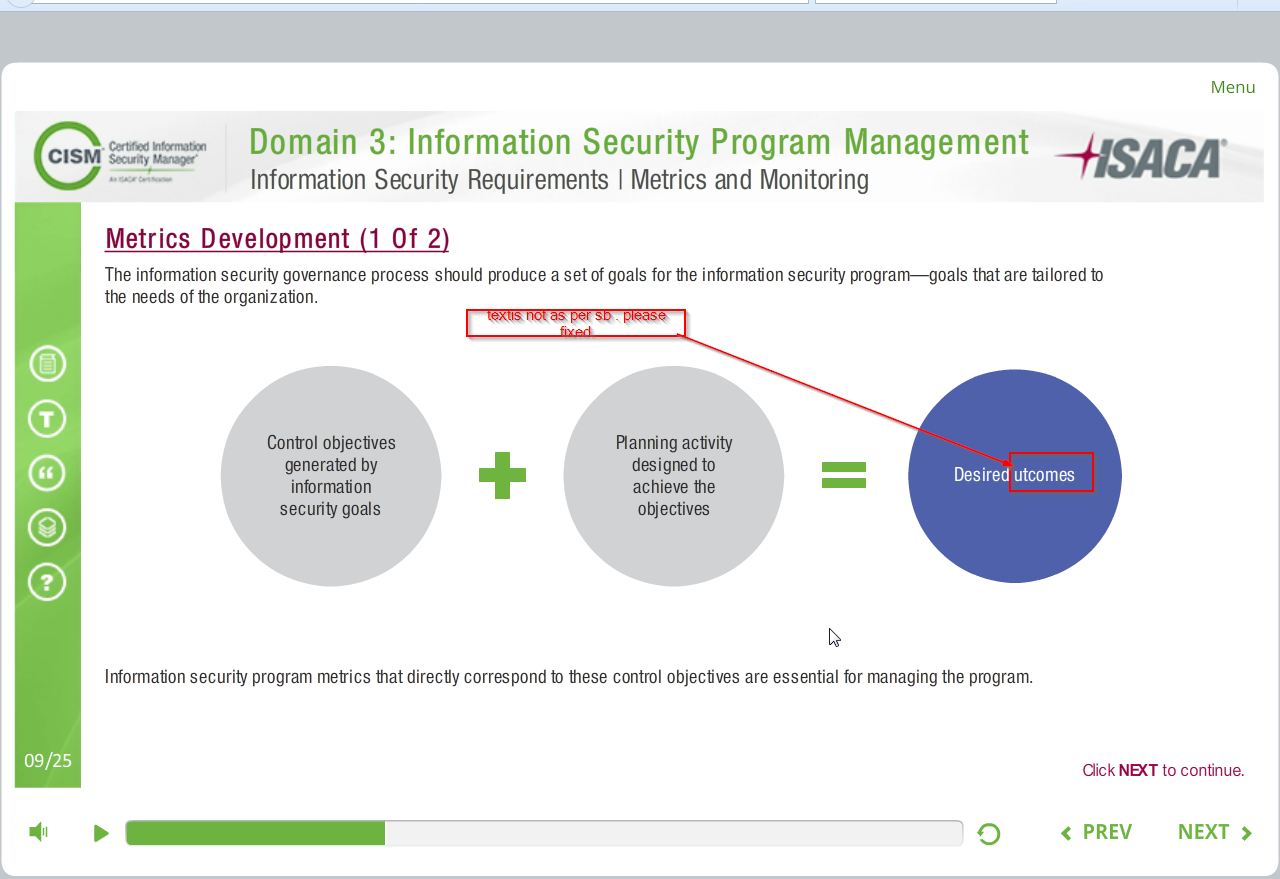 Menu
CISM
Certified Information
Security Manager®
An ISACA® Certification
Domain 3: Information Security Program Management
Information Security Requirements | Metrics and Monitoring
ISACA®
Metrics Development (1 Of 2)
The information security governance process should produce a set of goals for the information security program—goals that are tailored to
the needs of the organization.
textis not as per sb . please
fixed
Control objectives
generated by
information
security goals
Planning activity
designed to
achieve the
objectives
Desired utcomes
Information security program metrics that directly correspond to these control objectives are essential for managing the program.
09/25
Click NEXT to continue.
PREV
NEXT